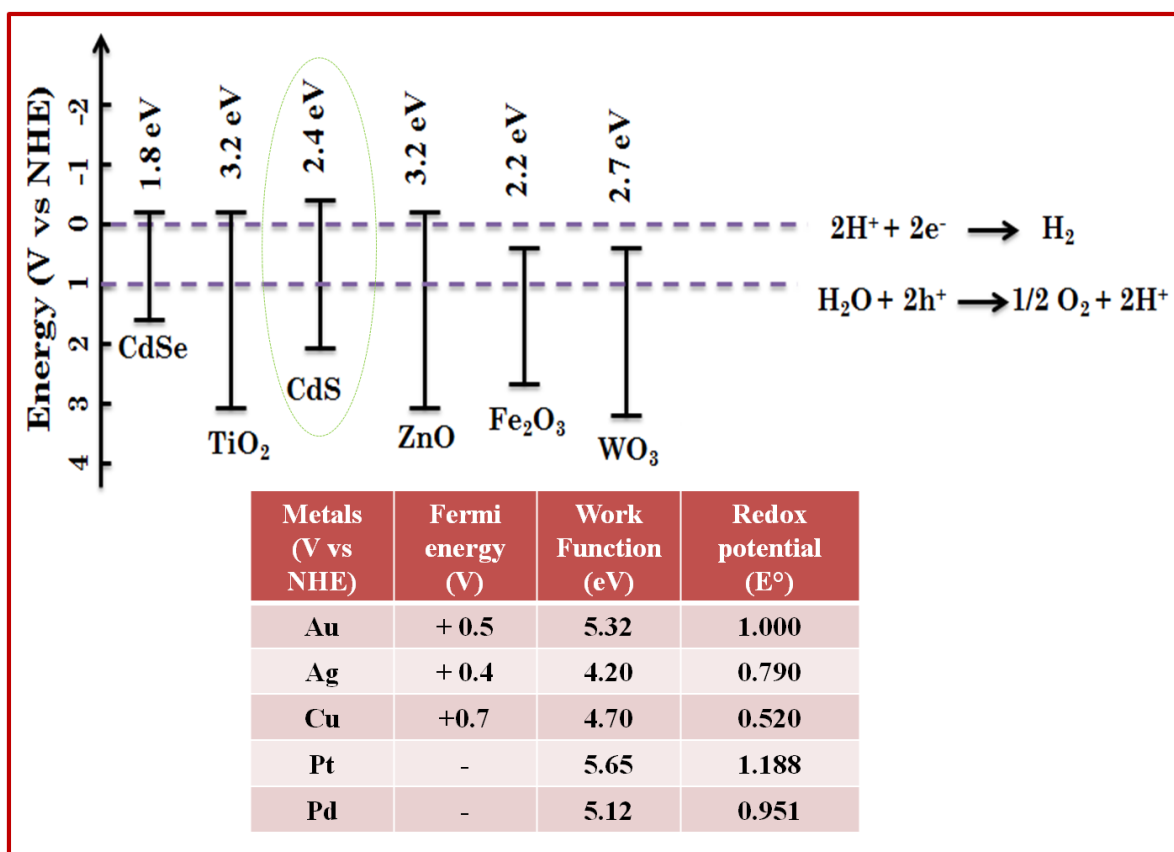 Energy (V vs NHE)
-2
-1
0
1
2
3
4
1.8 eV
3.2 eV
2.4 eV
3.2 eV
2.2 eV
2.7 eV
CdSe
TiO₂
CdS
ZnO
Fe₂O₃
WO₃
2H⁺ + 2e⁻ → H₂
H₂O + 2h⁺ → 1/2 O₂ + 2H⁺
Metals (V vs NHE) Fermi energy (V) Work Function (eV) Redox potential (E°)
Au + 0.5 5.32 1.000
Ag + 0.4 4.20 0.790
Cu +0.7 4.70 0.520
Pt - 5.65 1.188
Pd - 5.12 0.951